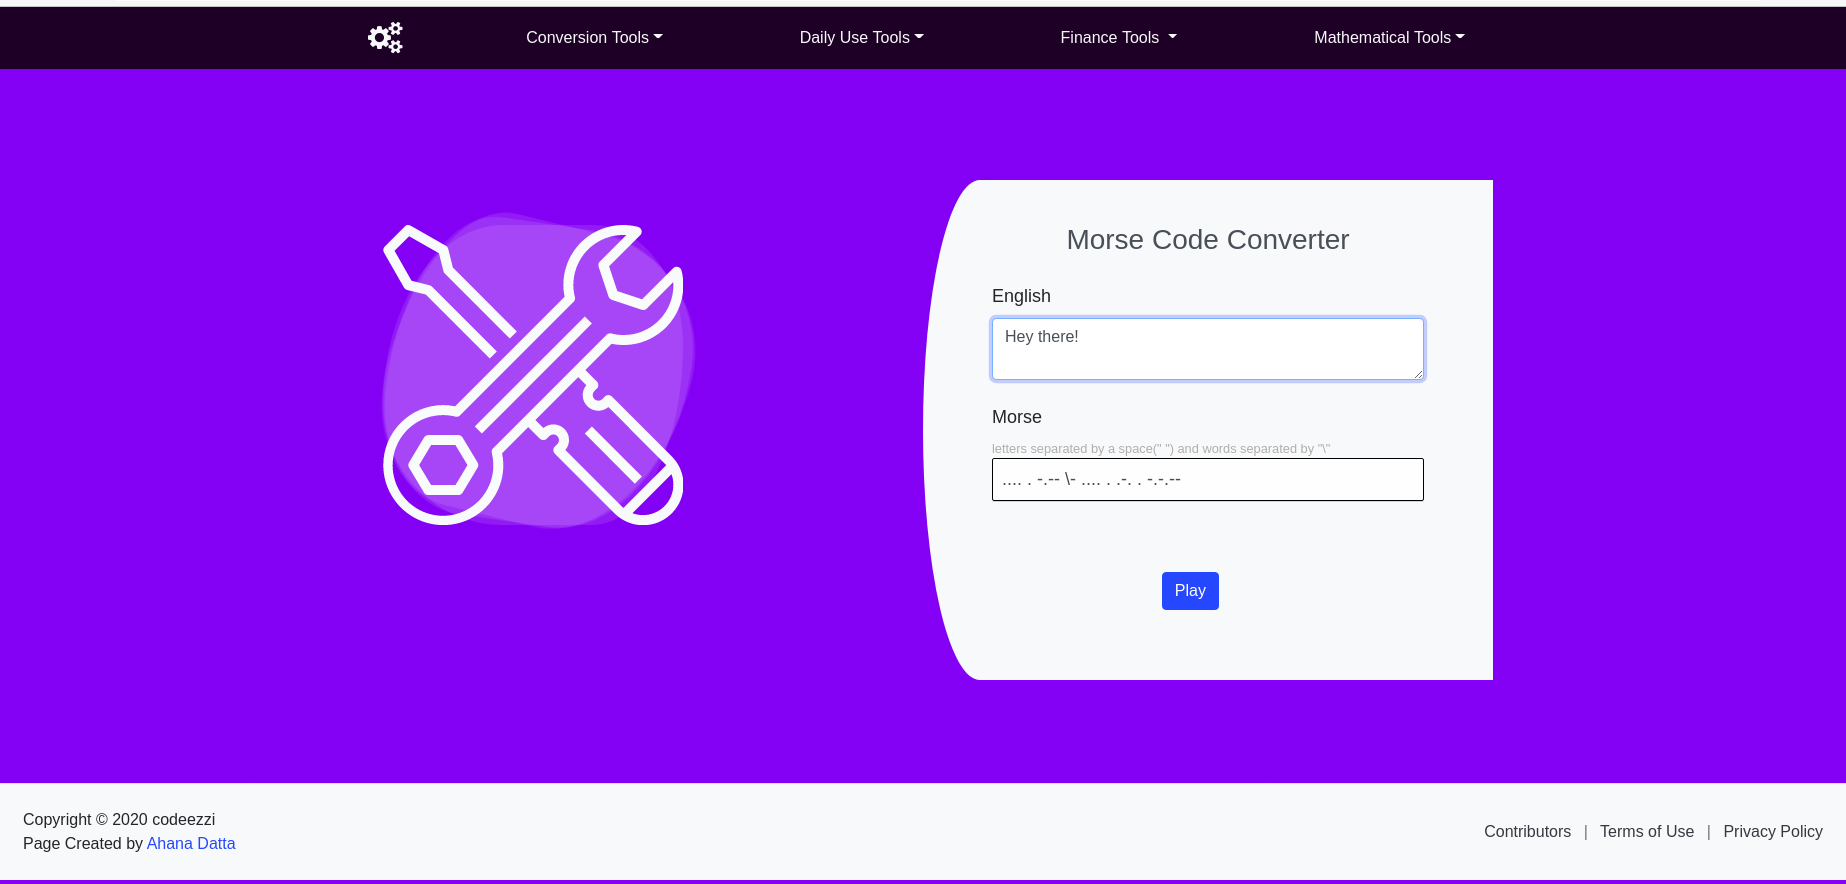 Conversion Tools Daily Use Tools Finance Tools Mathematical Tools
Morse Code Converter
English
Hey there!
Morse
letters separated by a space(" ") and words separated by "\"
.... . -.-- \- .... . .-. . -.-.--
Play
Copyright © 2020 codeezzi
Page Created by Ahana Datta
Contributors | Terms of Use | Privacy Policy